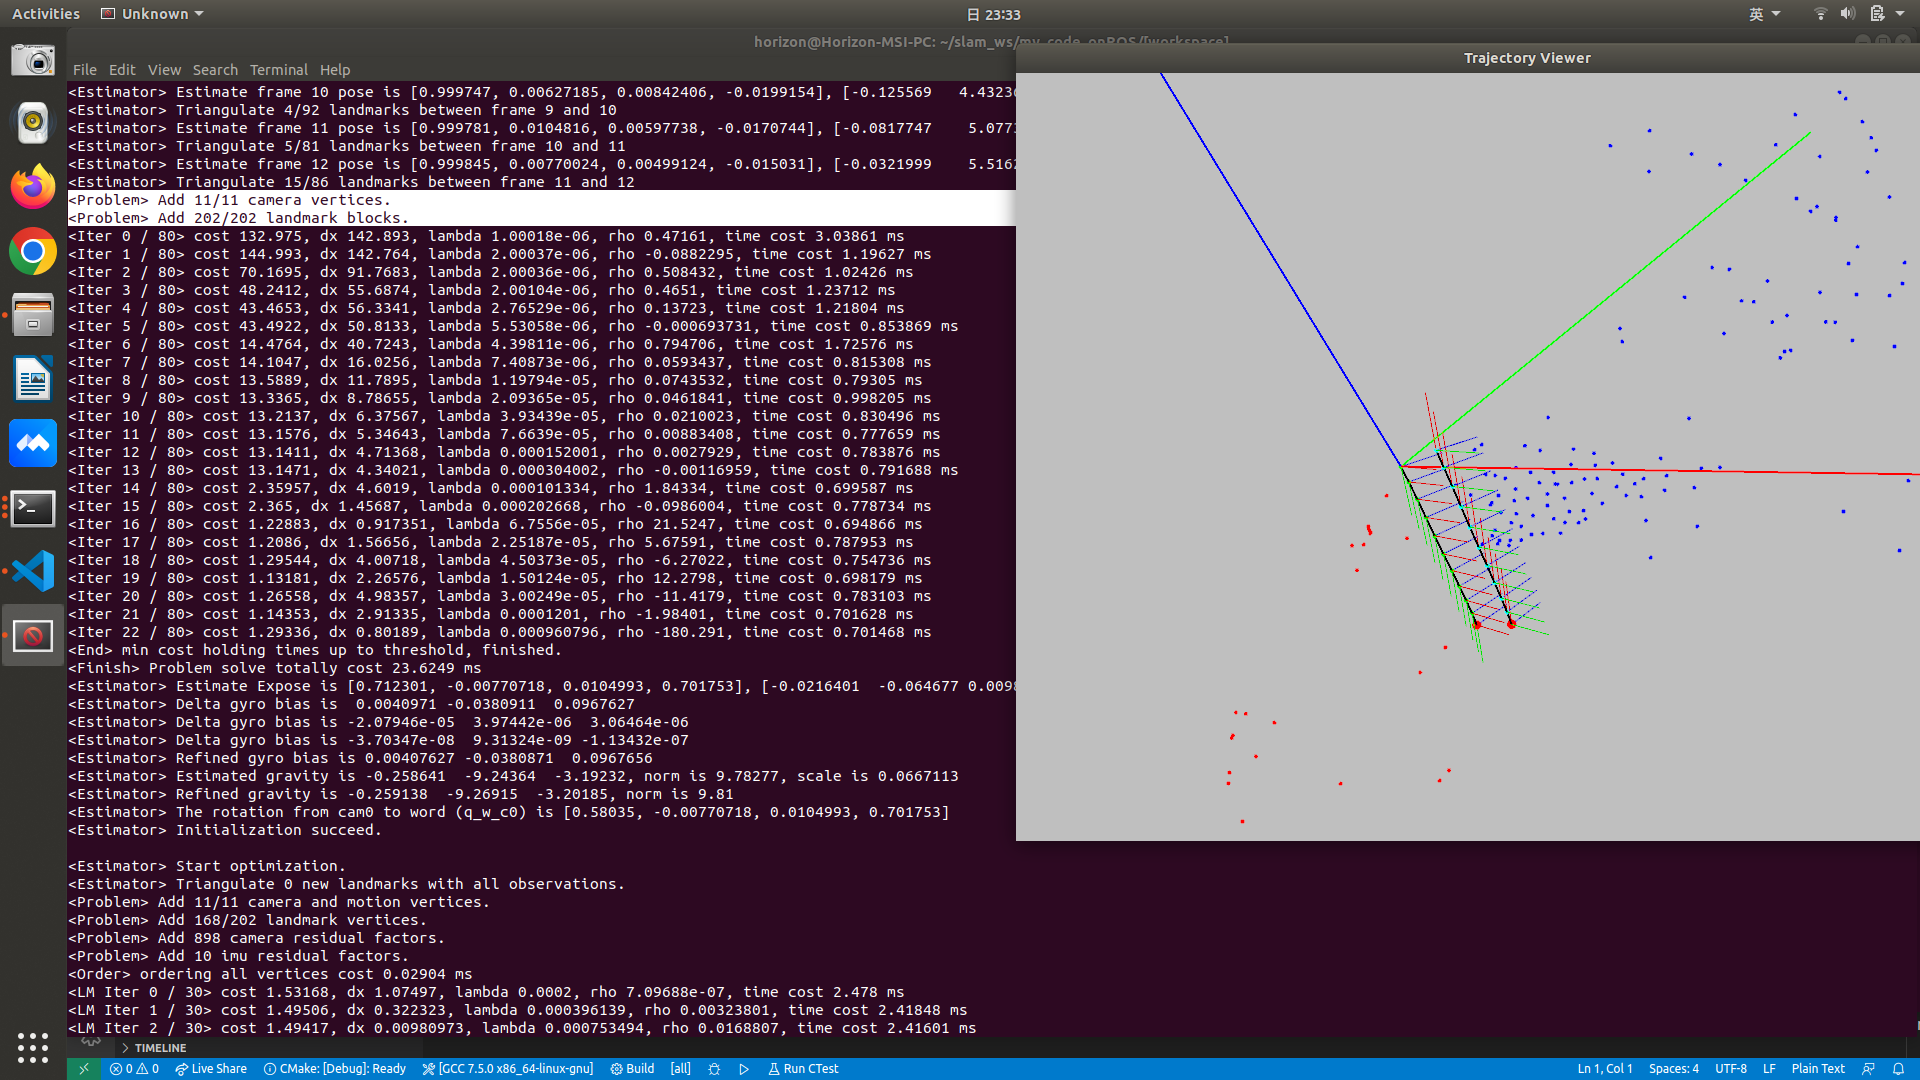 Activities
Unknown
日 23:33
英
horizon@Horizon-MSI-PC: ~/slam_ws/my_code_onROS/[workspace]
File Edit View Search Terminal Help
Trajectory Viewer
<Estimator> Estimate frame 10 pose is [0.999747, 0.00627185, 0.00842406, -0.0199154], [-0.125569 4.4323
<Estimator> Triangulate 4/92 landmarks between frame 9 and 10
<Estimator> Estimate frame 11 pose is [0.999781, 0.0104816, 0.00597738, -0.0170744], [-0.0817747 5.077
<Estimator> Triangulate 5/81 landmarks between frame 10 and 11
<Estimator> Estimate frame 12 pose is [0.999845, 0.00770024, 0.00499124, -0.015031], [-0.0321999 5.516
<Estimator> Triangulate 15/86 landmarks between frame 11 and 12
<Problem> Add 11/11 camera vertices.
<Problem> Add 202/202 landmark blocks.
<Iter 0 / 80> cost 132.975, dx 142.893, lambda 1.00018e-06, rho 0.47161, time cost 3.03861 ms
<Iter 1 / 80> cost 144.993, dx 142.764, lambda 2.00037e-06, rho -0.0882295, time cost 1.19627 ms
<Iter 2 / 80> cost 70.1695, dx 91.7683, lambda 2.00036e-06, rho 0.508432, time cost 1.02426 ms
<Iter 3 / 80> cost 48.2412, dx 55.6874, lambda 2.00104e-06, rho 0.4651, time cost 1.23712 ms
<Iter 4 / 80> cost 43.4653, dx 56.3341, lambda 2.76529e-06, rho 0.13723, time cost 1.21804 ms
<Iter 5 / 80> cost 43.4922, dx 50.8133, lambda 5.53058e-06, rho -0.000693731, time cost 0.853869 ms
<Iter 6 / 80> cost 14.4764, dx 40.7243, lambda 4.39811e-06, rho 0.794706, time cost 1.72576 ms
<Iter 7 / 80> cost 14.1047, dx 16.0256, lambda 7.40873e-06, rho 0.0593437, time cost 0.815308 ms
<Iter 8 / 80> cost 13.5889, dx 11.7895, lambda 1.19794e-05, rho 0.0743532, time cost 0.79305 ms
<Iter 9 / 80> cost 13.3365, dx 8.78655, lambda 2.09365e-05, rho 0.0461841, time cost 0.998205 ms
<Iter 10 / 80> cost 13.2137, dx 6.37567, lambda 3.93439e-05, rho 0.0210023, time cost 0.830496 ms
<Iter 11 / 80> cost 13.1576, dx 5.34643, lambda 7.6639e-05, rho 0.00883408, time cost 0.777659 ms
<Iter 12 / 80> cost 13.1411, dx 4.71368, lambda 0.000152001, rho 0.0027929, time cost 0.783876 ms
<Iter 13 / 80> cost 13.1471, dx 4.34021, lambda 0.000304002, rho -0.00116959, time cost 0.791688 ms
<Iter 14 / 80> cost 2.35957, dx 4.6019, lambda 0.000101334, rho 1.84334, time cost 0.699587 ms
<Iter 15 / 80> cost 2.365, dx 1.45687, lambda 0.000202668, rho -0.0986004, time cost 0.778734 ms
<Iter 16 / 80> cost 1.22883, dx 0.917351, lambda 6.7556e-05, rho 21.5247, time cost 0.694866 ms
<Iter 17 / 80> cost 1.2086, dx 1.56656, lambda 2.25187e-05, rho 5.67591, time cost 0.787953 ms
<Iter 18 / 80> cost 1.29544, dx 4.00718, lambda 4.50373e-05, rho -6.27022, time cost 0.754736 ms
<Iter 19 / 80> cost 1.13181, dx 2.26576, lambda 1.50124e-05, rho 12.2798, time cost 0.698179 ms
<Iter 20 / 80> cost 1.26558, dx 4.98357, lambda 3.00249e-05, rho -11.4179, time cost 0.783103 ms
<Iter 21 / 80> cost 1.14353, dx 2.91335, lambda 0.0001201, rho -1.98401, time cost 0.701628 ms
<Iter 22 / 80> cost 1.29336, dx 0.80189, lambda 0.000960796, rho -180.291, time cost 0.701468 ms
<End> min cost holding times up to threshold, finished.
<Finish> Problem solve totally cost 23.6249 ms
<Estimator> Estimate Expose is [0.712301, -0.00770718, 0.0104993, 0.701753], [-0.0216401 -0.064677 0.009
<Estimator> Delta gyro bias is 0.0040971 -0.0380911 0.0967627
<Estimator> Delta gyro bias is -2.07946e-05 3.97442e-06 3.06464e-06
<Estimator> Delta gyro bias is -3.70347e-08 9.31324e-09 -1.13432e-07
<Estimator> Refined gyro bias is 0.00407627 -0.0380871 0.0967656
<Estimator> Estimated gravity is -0.258641 -9.24364 -3.19232, norm is 9.78277, scale is 0.0667113
<Estimator> Refined gravity is -0.259138 -9.26915 -3.20185, norm is 9.81
<Estimator> The rotation from cam0 to word (q_w_c0) is [0.58035, -0.00770718, 0.0104993, 0.701753]
<Estimator> Initialization succeed.
<Estimator> Start optimization.
<Estimator> Triangulate 0 new landmarks with all observations.
<Problem> Add 11/11 camera and motion vertices.
<Problem> Add 168/202 landmark vertices.
<Problem> Add 898 camera residual factors.
<Problem> Add 10 imu residual factors.
<Order> ordering all vertices cost 0.02904 ms
<LM Iter 0 / 30> cost 1.53168, dx 1.07497, lambda 0.0002, rho 7.09688e-07, time cost 2.478 ms
<LM Iter 1 / 30> cost 1.49506, dx 0.322323, lambda 0.000396139, rho 0.00323801, time cost 2.41848 ms
<LM Iter 2 / 30> cost 1.49417, dx 0.00980973, lambda 0.000753494, rho 0.0168807, time cost 2.41601 ms
TIMELINE
0 0 Live Share CMake: [Debug]: Ready [GCC 7.5.0 x86_64-linux-gnu] Build [all] Run CTest Ln 1, Col 1 Spaces: 4 UTF-8 LF Plain Text